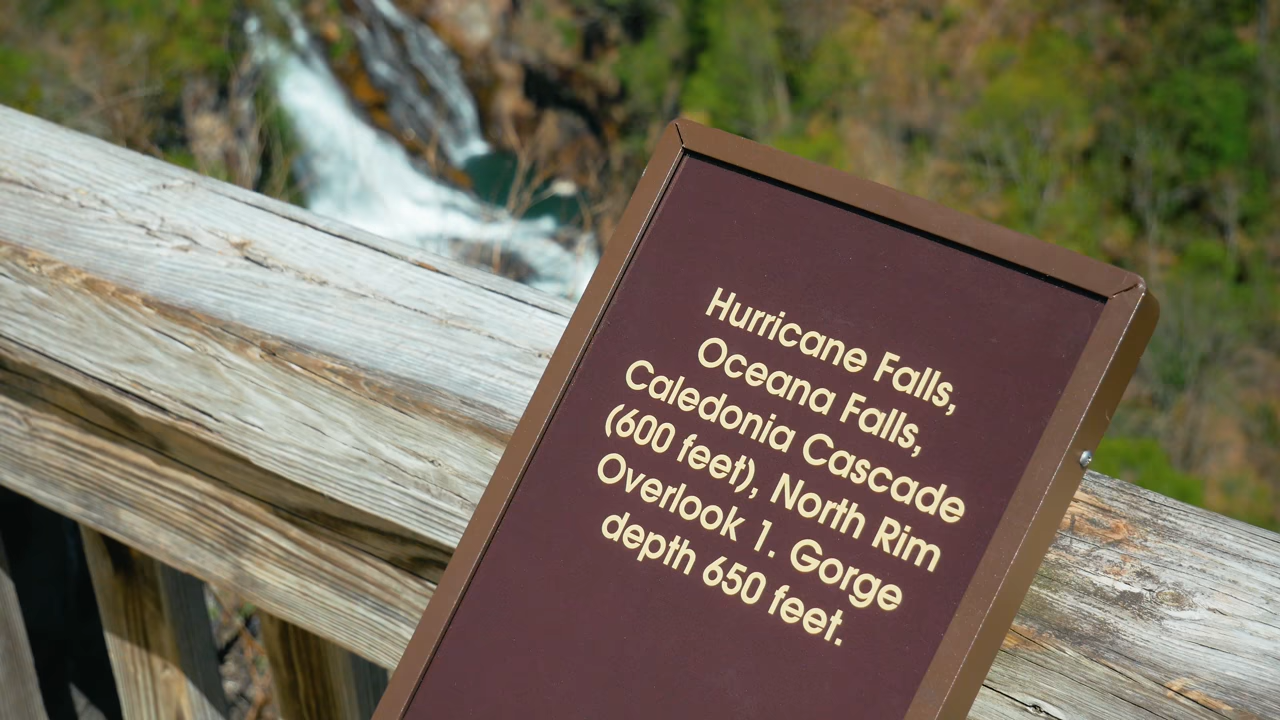 Hurricane Falls,
Oceana Falls,
Caledonia Cascade
(600 feet), North Rim
Overlook 1. Gorge
depth 650 feet.